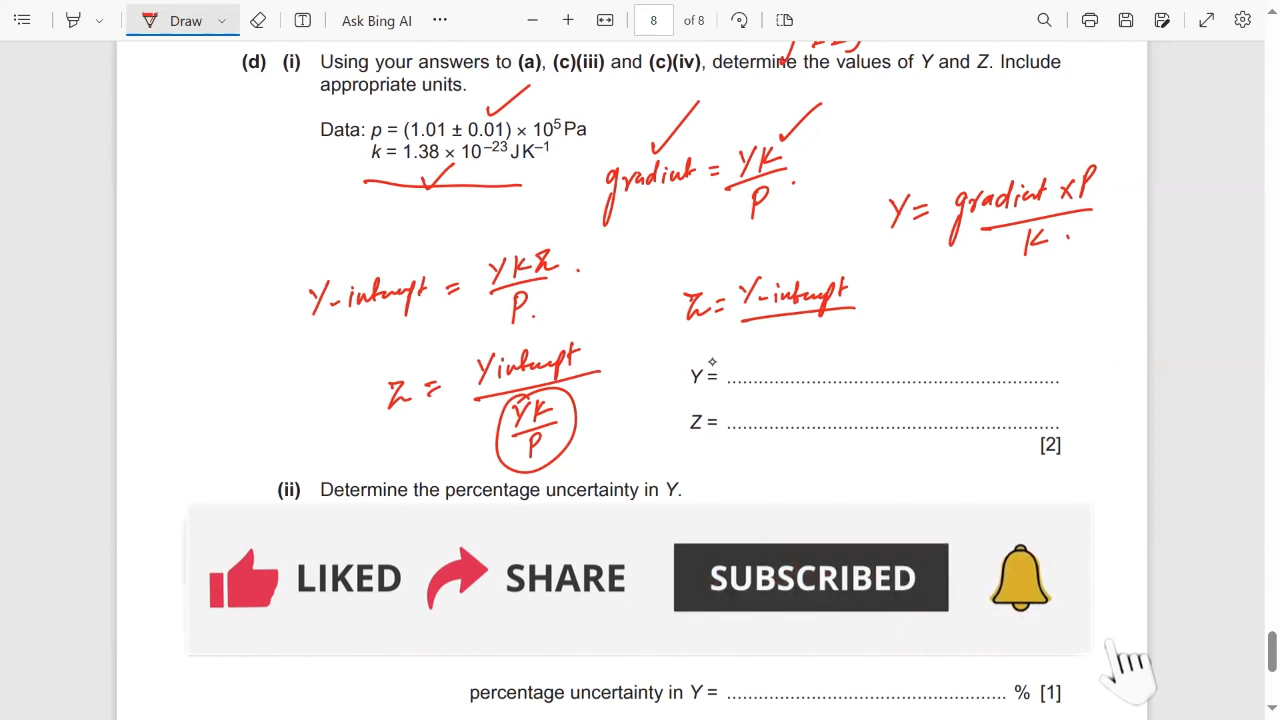 Draw
Ask Bing AI
8 of 8
(d) (i) Using your answers to (a), (c)(iii) and (c)(iv), determine the values of Y and Z. Include
appropriate units.
Data: p = (1.01 ± 0.01) × 10⁵ Pa
k = 1.38 × 10⁻²³ J K⁻¹
gradient = YK/P.
Y = gradient x P/K.
Y-intercept = YKZ/P.
Z = Y-intercept
Z = Y intercept/(YK/P)
Y = ........................................................
Z = ........................................................
[2]
(ii) Determine the percentage uncertainty in Y.
LIKED SHARE SUBSCRIBED
percentage uncertainty in Y = ............................................... % [1]